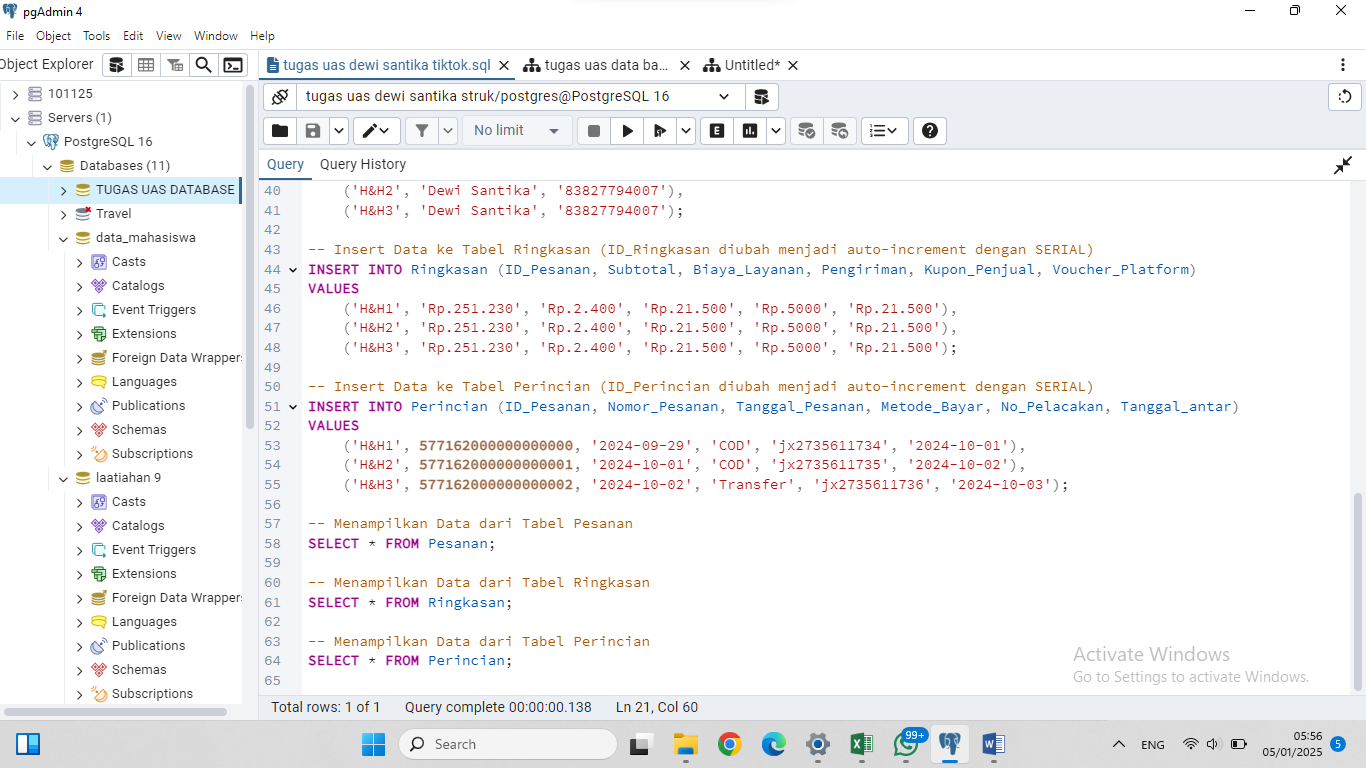 pgAdmin 4
File Object Tools Edit View Window Help
Object Explorer
tugas uas dewi santika tiktok.sql
tugas uas data ba...
Untitled*
101125
Servers (1)
PostgreSQL 16
Databases (11)
TUGAS UAS DATABASE
Travel
data_mahasiswa
Casts
Catalogs
Event Triggers
Extensions
Foreign Data Wrapper
Languages
Publications
Schemas
Subscriptions
laatiahan 9
Casts
Catalogs
Event Triggers
Extensions
Foreign Data Wrapper
Languages
Publications
Schemas
Subscriptions
tugas uas dewi santika struk/postgres@PostgreSQL 16
No limit
E
Query Query History
40 ('H&H2', 'Dewi Santika', '83827794007'),
41 ('H&H3', 'Dewi Santika', '83827794007');
42
43 -- Insert Data ke Tabel Ringkasan (ID_Ringkasan diubah menjadi auto-increment dengan SERIAL)
44 INSERT INTO Ringkasan (ID_Pesanan, Subtotal, Biaya_Layanan, Pengiriman, Kupon_Penjual, Voucher_Platform)
45 VALUES
46 ('H&H1', 'Rp.251.230', 'Rp.2.400', 'Rp.21.500', 'Rp.5000', 'Rp.21.500'),
47 ('H&H2', 'Rp.251.230', 'Rp.2.400', 'Rp.21.500', 'Rp.5000', 'Rp.21.500'),
48 ('H&H3', 'Rp.251.230', 'Rp.2.400', 'Rp.21.500', 'Rp.5000', 'Rp.21.500');
49
50 -- Insert Data ke Tabel Perincian (ID_Perincian diubah menjadi auto-increment dengan SERIAL)
51 INSERT INTO Perincian (ID_Pesanan, Nomor_Pesanan, Tanggal_Pesanan, Metode_Bayar, No_Pelacakan, Tanggal_antar)
52 VALUES
53 ('H&H1', 577162000000000000, '2024-09-29', 'COD', 'jx2735611734', '2024-10-01'),
54 ('H&H2', 577162000000000001, '2024-10-01', 'COD', 'jx2735611735', '2024-10-02'),
55 ('H&H3', 577162000000000002, '2024-10-02', 'Transfer', 'jx2735611736', '2024-10-03');
56
57 -- Menampilkan Data dari Tabel Pesanan
58 SELECT * FROM Pesanan;
59
60 -- Menampilkan Data dari Tabel Ringkasan
61 SELECT * FROM Ringkasan;
62
63 -- Menampilkan Data dari Tabel Perincian
64 SELECT * FROM Perincian;
65
Activate Windows
Go to Settings to activate Windows.
Total rows: 1 of 1 Query complete 00:00:00.138 Ln 21, Col 60
Search
99+
ENG
05:56
05/01/2025
5